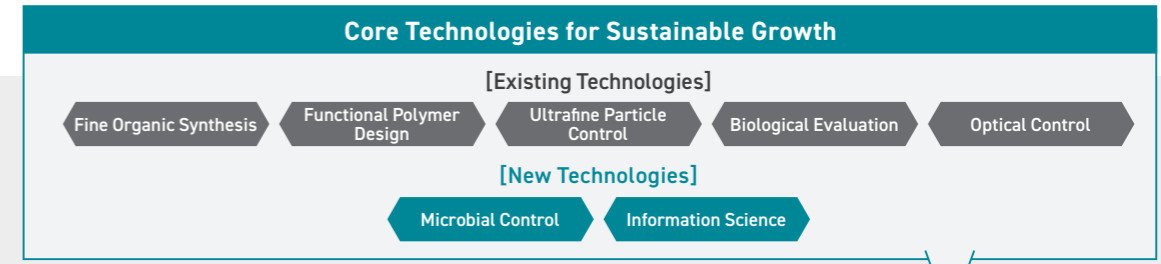 Core Technologies for Sustainable Growth
[Existing Technologies]
Fine Organic Synthesis
Functional Polymer
Design
Ultrafine Particle
Control
Biological Evaluation
Optical Control
[New Technologies]
Microbial Control
Information Science